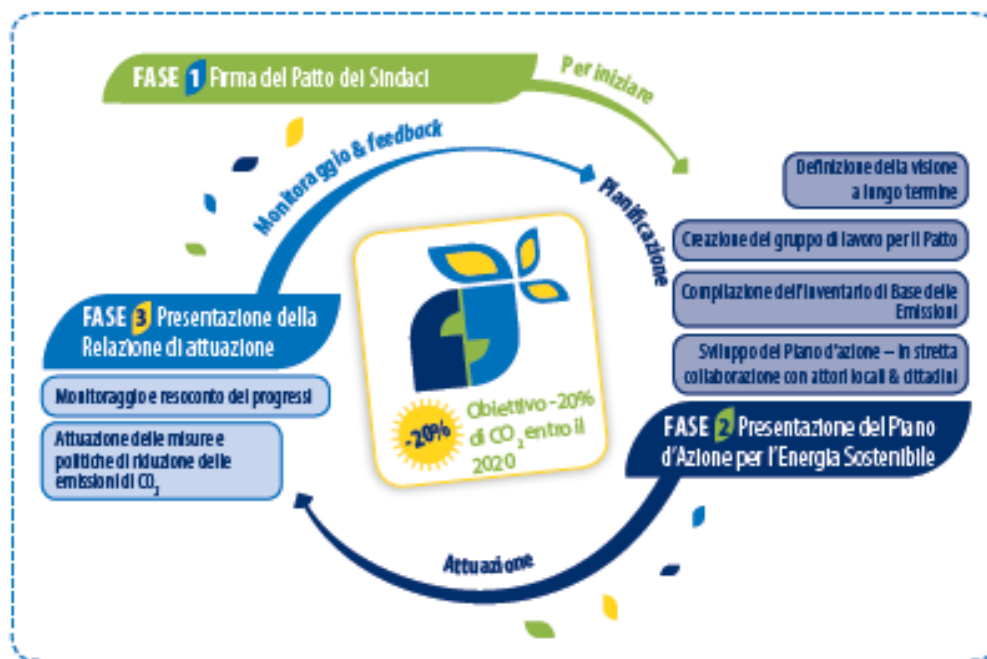 FASE 1 Firma del Patto dei Sindaci
Per iniziare
Monitoraggio & feedback
Pianificazione
Definizione della visione
a lungo termine
Creazione del gruppo di lavoro per il Patto
Compilazione dell'Inventario di Base delle
Emissioni
Sviluppo del Piano d'azione – in stretta
collaborazione con attori locali & cittadini
FASE 2 Presentazione del Piano
d'Azione per l'Energia Sostenibile
FASE 3 Presentazione della
Relazione di attuazione
Monitoraggio e resoconto dei progressi
Attuazione delle misure e
politiche di riduzione delle
emissioni di CO₂
-20%
Obiettivo -20%
di CO₂ entro il
2020
Attuazione